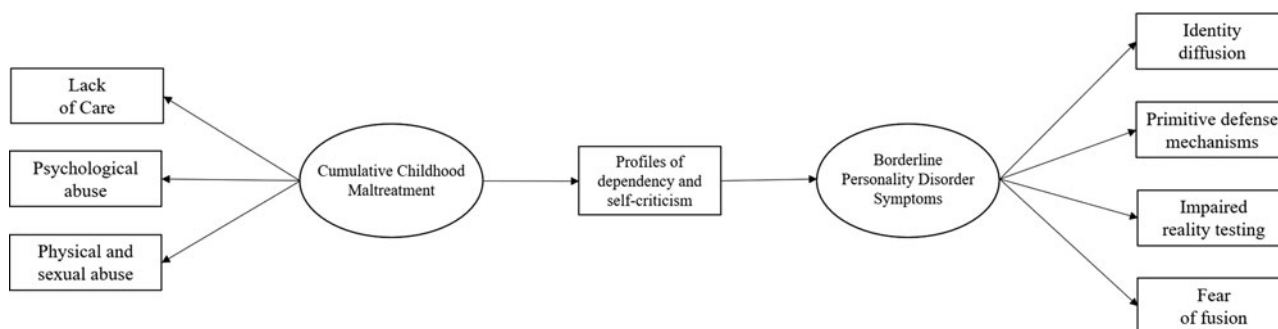 Lack
of Care
Psychological
abuse
Physical and
sexual abuse
Cumulative Childhood
Maltreatment
Profiles of
dependency and
self-criticism
Borderline
Personality Disorder
Symptoms
Identity
diffusion
Primitive defense
mechanisms
Impaired
reality testing
Fear
of fusion